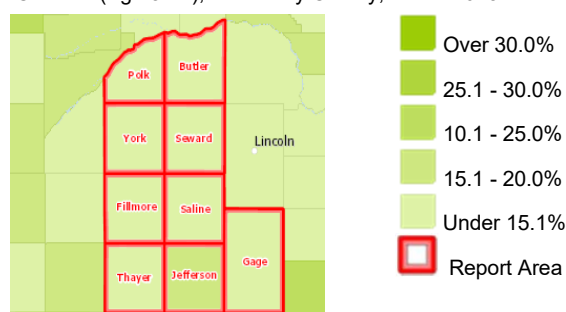 Polk
Butler
York
Seward
Lincoln
Fillmore
Saline
Thayer
Jefferson
Gage
Over 30.0%
25.1 - 30.0%
10.1 - 25.0%
15.1 - 20.0%
Under 15.1%
Report Area